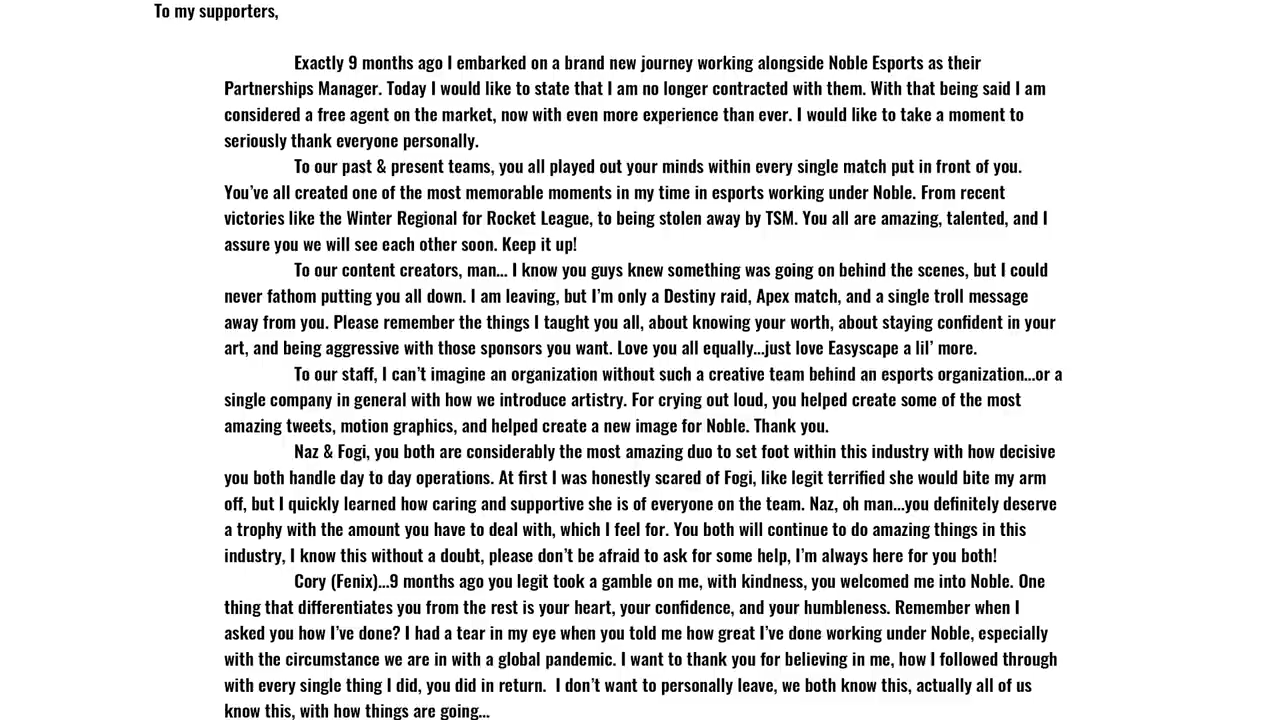 To my supporters,
Exactly 9 months ago I embarked on a brand new journey working alongside Noble Esports as their
Partnerships Manager. Today I would like to state that I am no longer contracted with them. With that being said I am
considered a free agent on the market, now with even more experience than ever. I would like to take a moment to
seriously thank everyone personally.
To our past & present teams, you all played out your minds within every single match put in front of you.
You’ve all created one of the most memorable moments in my time in esports working under Noble. From recent
victories like the Winter Regional for Rocket League, to being stolen away by TSM. You all are amazing, talented, and I
assure you we will see each other soon. Keep it up!
To our content creators, man... I know you guys knew something was going on behind the scenes, but I could
never fathom putting you all down. I am leaving, but I’m only a Destiny raid, Apex match, and a single troll message
away from you. Please remember the things I taught you all, about knowing your worth, about staying confident in your
art, and being aggressive with those sponsors you want. Love you all equally...just love Easyscape a lil’ more.
To our staff, I can’t imagine an organization without such a creative team behind an esports organization...or a
single company in general with how we introduce artistry. For crying out loud, you helped create some of the most
amazing tweets, motion graphics, and helped create a new image for Noble. Thank you.
Naz & Fogi, you both are considerably the most amazing duo to set foot within this industry with how decisive
you both handle day to day operations. At first I was honestly scared of Fogi, like legit terrified she would bite my arm
off, but I quickly learned how caring and supportive she is of everyone on the team. Naz, oh man...you definitely deserve
a trophy with the amount you have to deal with, which I feel for. You both will continue to do amazing things in this
industry, I know this without a doubt, please don’t be afraid to ask for some help, I’m always here for you both!
Cory (Fenix)...9 months ago you legit took a gamble on me, with kindness, you welcomed me into Noble. One
thing that differentiates you from the rest is your heart, your confidence, and your humbleness. Remember when I
asked you how I’ve done? I had a tear in my eye when you told me how great I’ve done working under Noble, especially
with the circumstance we are in with a global pandemic. I want to thank you for believing in me, how I followed through
with every single thing I did, you did in return.  I don’t want to personally leave, we both know this, actually all of us
know this, with how things are going...